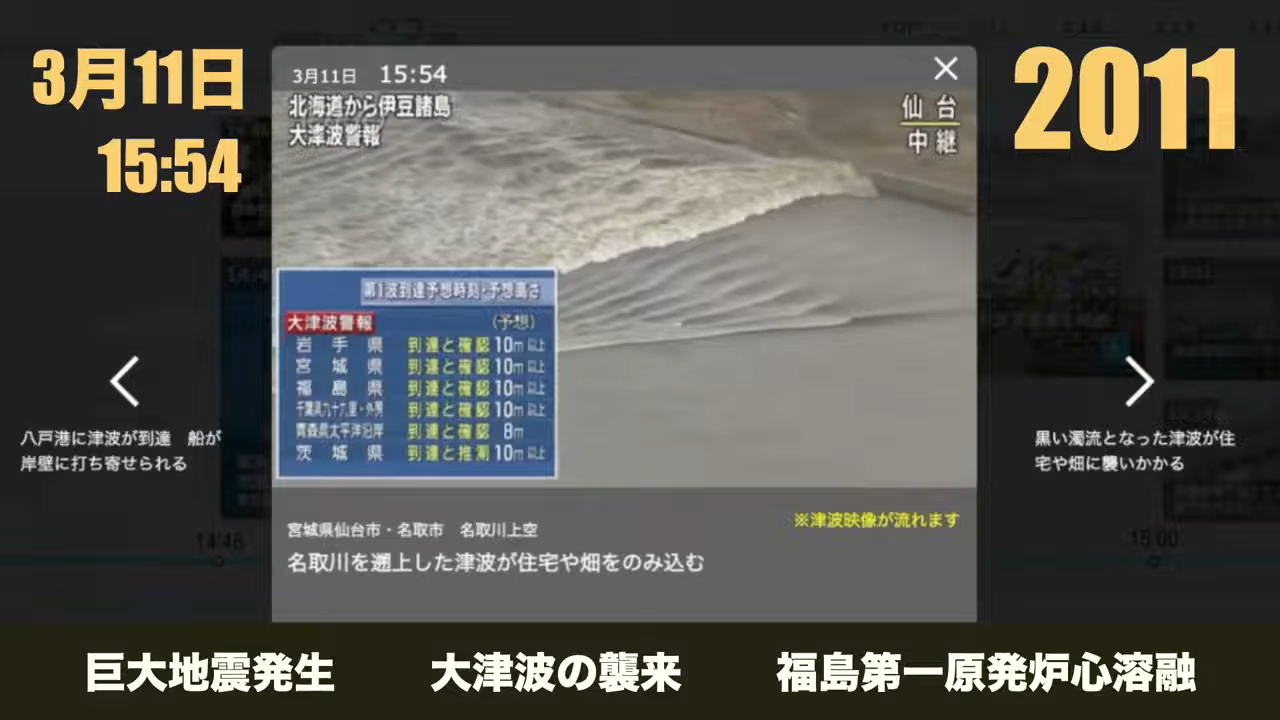 3月11日
15:54
2011
3月11日 15:54
北海道から伊豆諸島
大津波警報
仙台
中継
第1波到達予想時刻・予想高さ
大津波警報 (予想)
岩手県 到達と確認 10m以上
宮城県 到達と確認 10m以上
福島県 到達と確認 10m以上
千葉県九十九里・外房 到達と確認 10m以上
青森県太平洋沿岸 到達と確認 8m
茨城県 到達と推測 10m以上
八戸港に津波が到達 船が
岸壁に打ち寄せられる
黒い濁流となった津波が住
宅や畑に襲いかかる
※津波映像が流れます
宮城県仙台市・名取市 名取川上空
名取川を遡上した津波が住宅や畑をのみ込む
14:46
15:00
巨大地震発生 大津波の襲来 福島第一原発炉心溶融